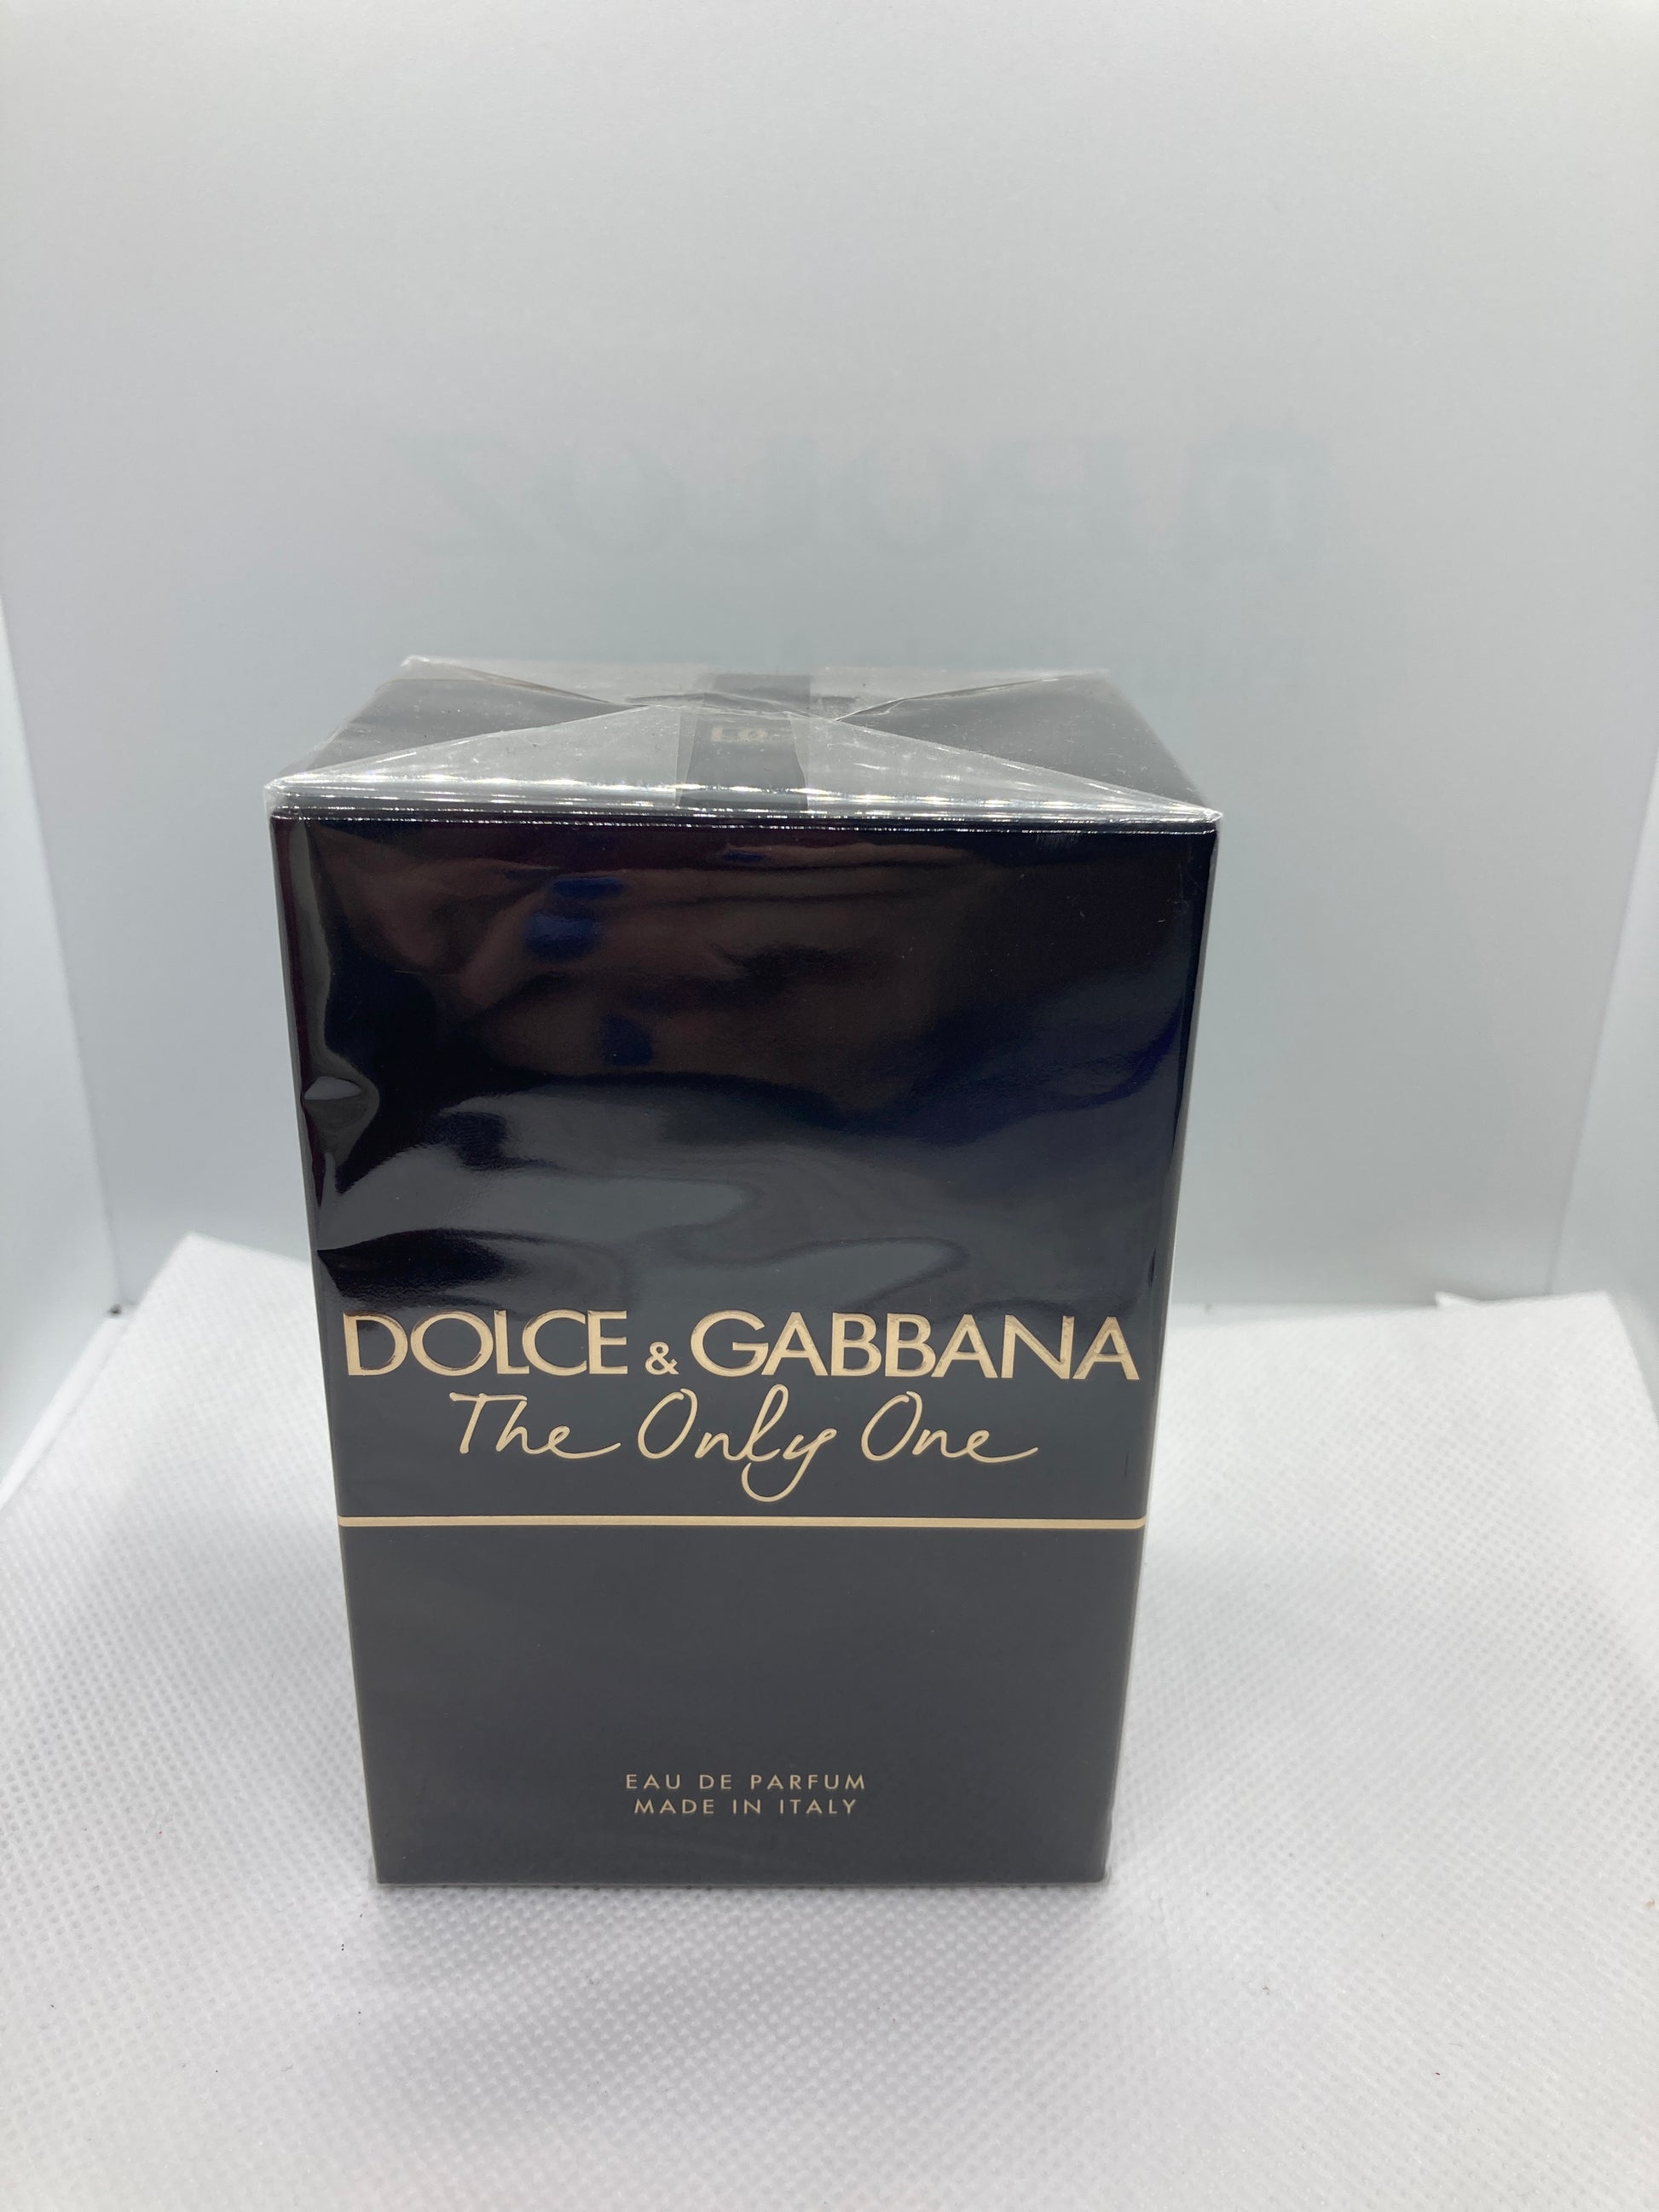 DOLCE & GABBANA
The Only One
EAU DE PARFUM
MADE IN ITALY